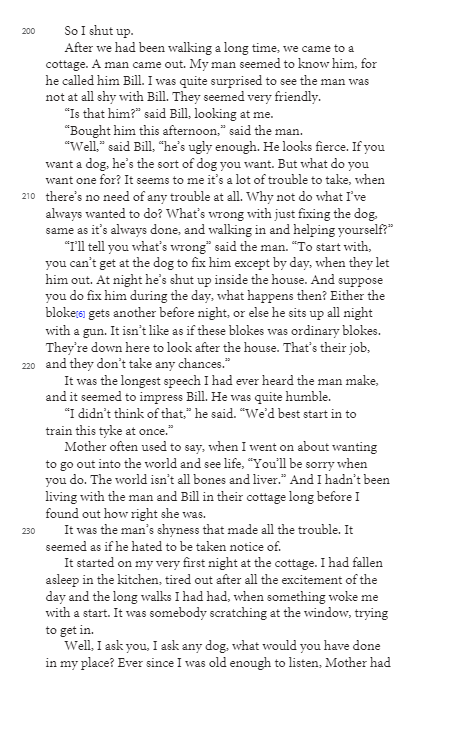 200 So I shut up.
After we had been walking a long time, we came to a
cottage. A man came out. My man seemed to know him, for
he called him Bill. I was quite surprised to see the man was
not at all shy with Bill. They seemed very friendly.
“Is that him?” said Bill, looking at me.
“Bought him this afternoon,” said the man.
“Well,” said Bill, “he’s ugly enough. He looks fierce. If you
want a dog, he’s the sort of dog you want. But what do you
want one for? It seems to me it’s a lot of trouble to take, when
210 there’s no need of any trouble at all. Why not do what I’ve
always wanted to do? What’s wrong with just fixing the dog,
same as it’s always done, and walking in and helping yourself?”
“I’ll tell you what’s wrong” said the man. “To start with,
you can’t get at the dog to fix him except by day, when they let
him out. At night he’s shut up inside the house. And suppose
you do fix him during the day, what happens then? Either the
bloke[6] gets another before night, or else he sits up all night
with a gun. It isn’t like as if these blokes was ordinary blokes.
They’re down here to look after the house. That’s their job,
220 and they don’t take any chances.”
It was the longest speech I had ever heard the man make,
and it seemed to impress Bill. He was quite humble.
“I didn’t think of that,” he said. “We’d best start in to
train this tyke at once.”
Mother often used to say, when I went on about wanting
to go out into the world and see life, “You’ll be sorry when
you do. The world isn’t all bones and liver.” And I hadn’t been
living with the man and Bill in their cottage long before I
found out how right she was.
230 It was the man’s shyness that made all the trouble. It
seemed as if he hated to be taken notice of.
It started on my very first night at the cottage. I had fallen
asleep in the kitchen, tired out after all the excitement of the
day and the long walks I had had, when something woke me
with a start. It was somebody scratching at the window, trying
to get in.
Well, I ask you, I ask any dog, what would you have done
in my place? Ever since I was old enough to listen, Mother had